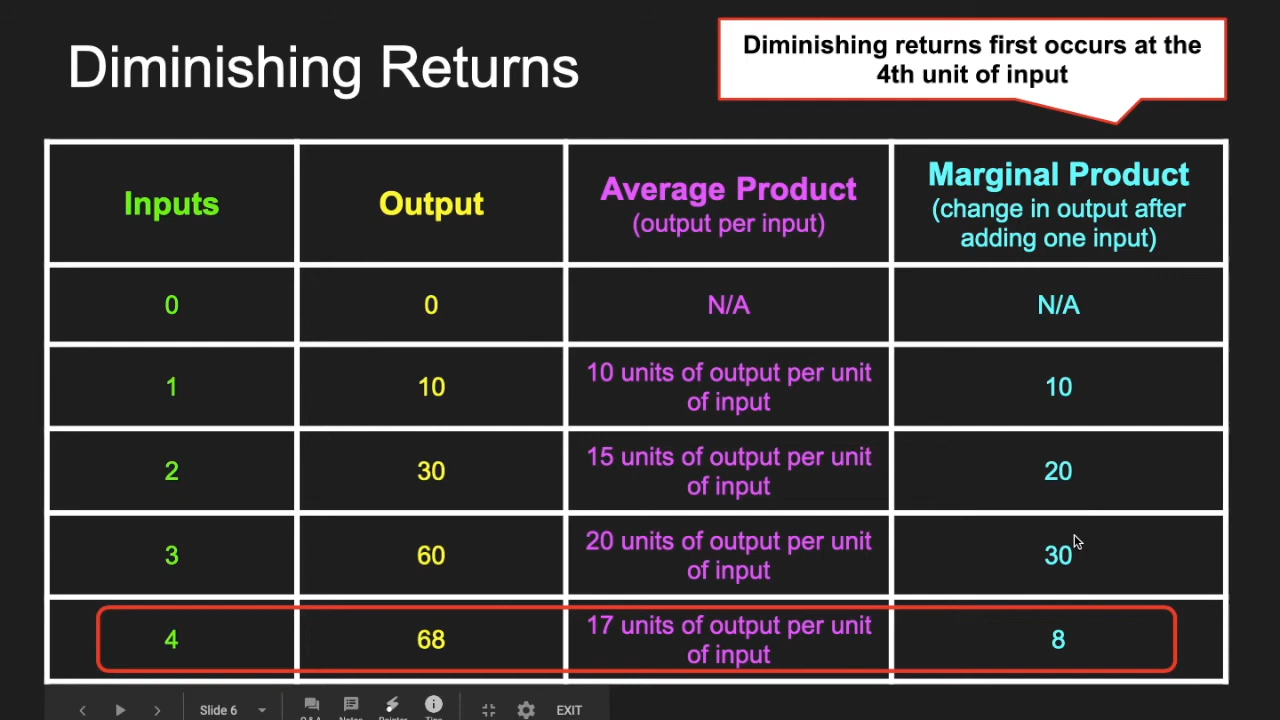 Diminishing Returns
Diminishing returns first occurs at the
4th unit of input
Inputs
Output
Average Product
(output per input)
Marginal Product
(change in output after
adding one input)
0
0
N/A
N/A
1
10
10 units of output per unit
of input
10
2
30
15 units of output per unit
of input
20
3
60
20 units of output per unit
of input
30
4
68
17 units of output per unit
of input
8
Slide 6
EXIT